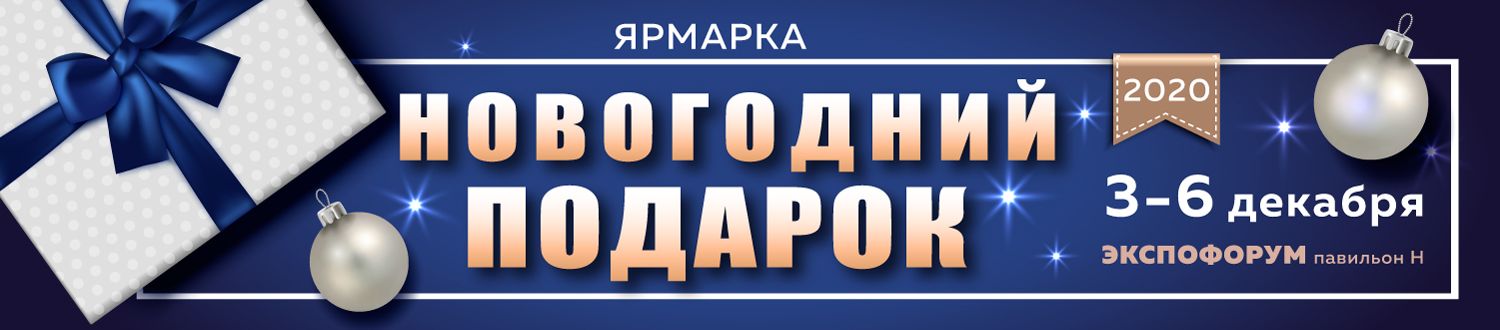 ЯРМАРКА
НОВОГОДНИЙ
ПОДАРОК
2020
3-6 декабря
ЭКСПОФОРУМ павильон H